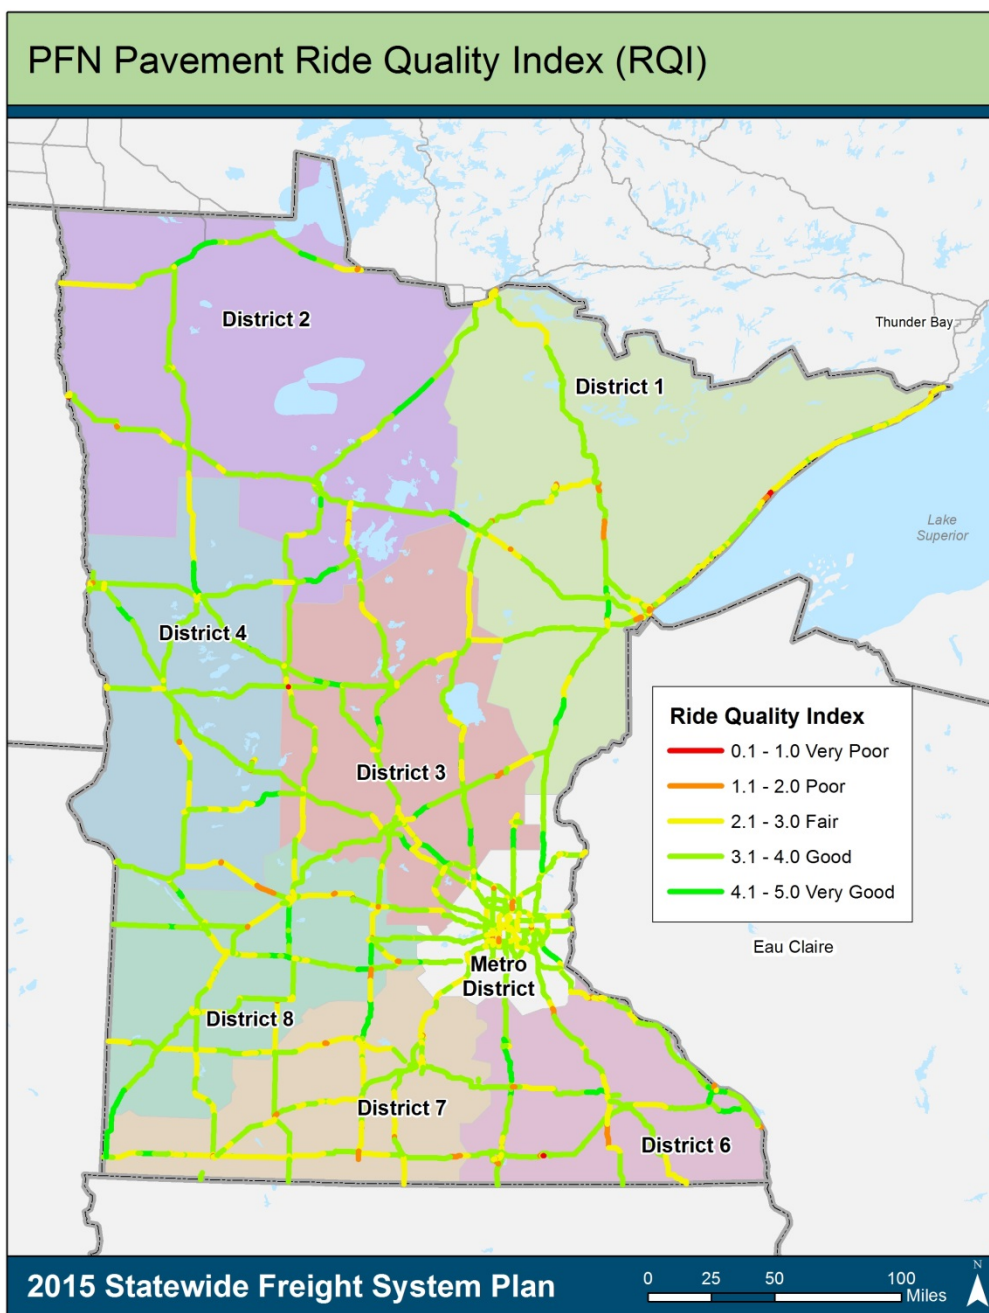 PFN Pavement Ride Quality Index (RQI)
District 2
Thunder Bay
District 1
Lake
Superior
District 4
Ride Quality Index
0.1 - 1.0 Very Poor
1.1 - 2.0 Poor
2.1 - 3.0 Fair
3.1 - 4.0 Good
4.1 - 5.0 Very Good
District 3
Eau Claire
Metro
District
District 8
District 7
District 6
2015 Statewide Freight System Plan
0 25 50 100
Miles
N